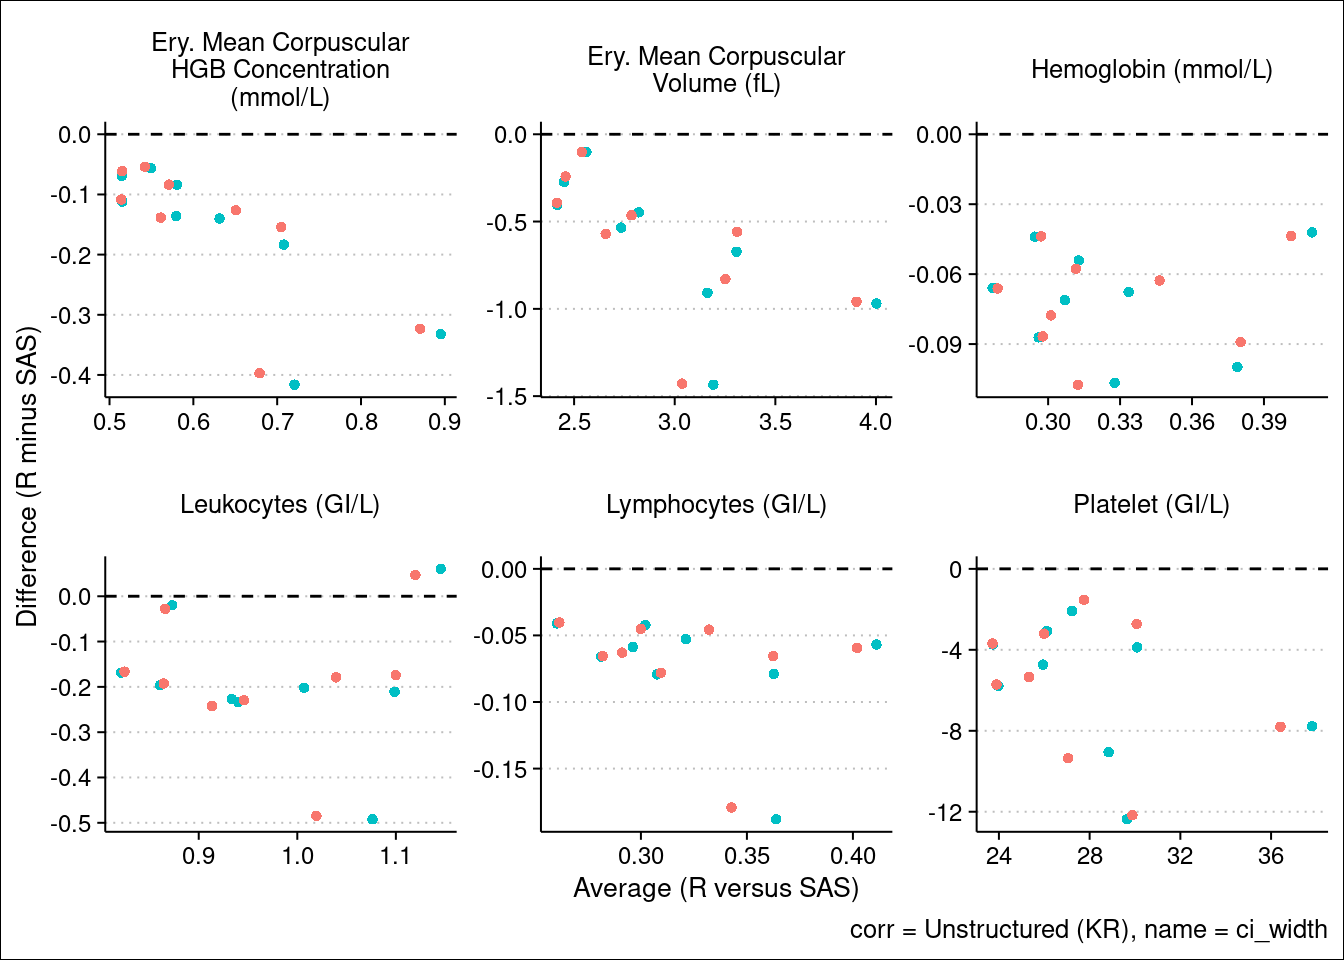 Ery. Mean Corpuscular
HGB Concentration
(mmol/L)
Ery. Mean Corpuscular
Volume (fL)
Hemoglobin (mmol/L)
0.0
-0.1
-0.2
-0.3
-0.4
0.5 0.6 0.7 0.8 0.9
0.0
-0.5
-1.0
-1.5
2.5 3.0 3.5 4.0
0.00
-0.03
-0.06
-0.09
0.30 0.33 0.36 0.39
Difference (R minus SAS)
Leukocytes (GI/L)
Lymphocytes (GI/L)
Platelet (GI/L)
0.0
-0.1
-0.2
-0.3
-0.4
-0.5
0.9 1.0 1.1
0.00
-0.05
-0.10
-0.15
0.30 0.35 0.40
0
-4
-8
-12
24 28 32 36
Average (R versus SAS)
corr = Unstructured (KR), name = ci_width